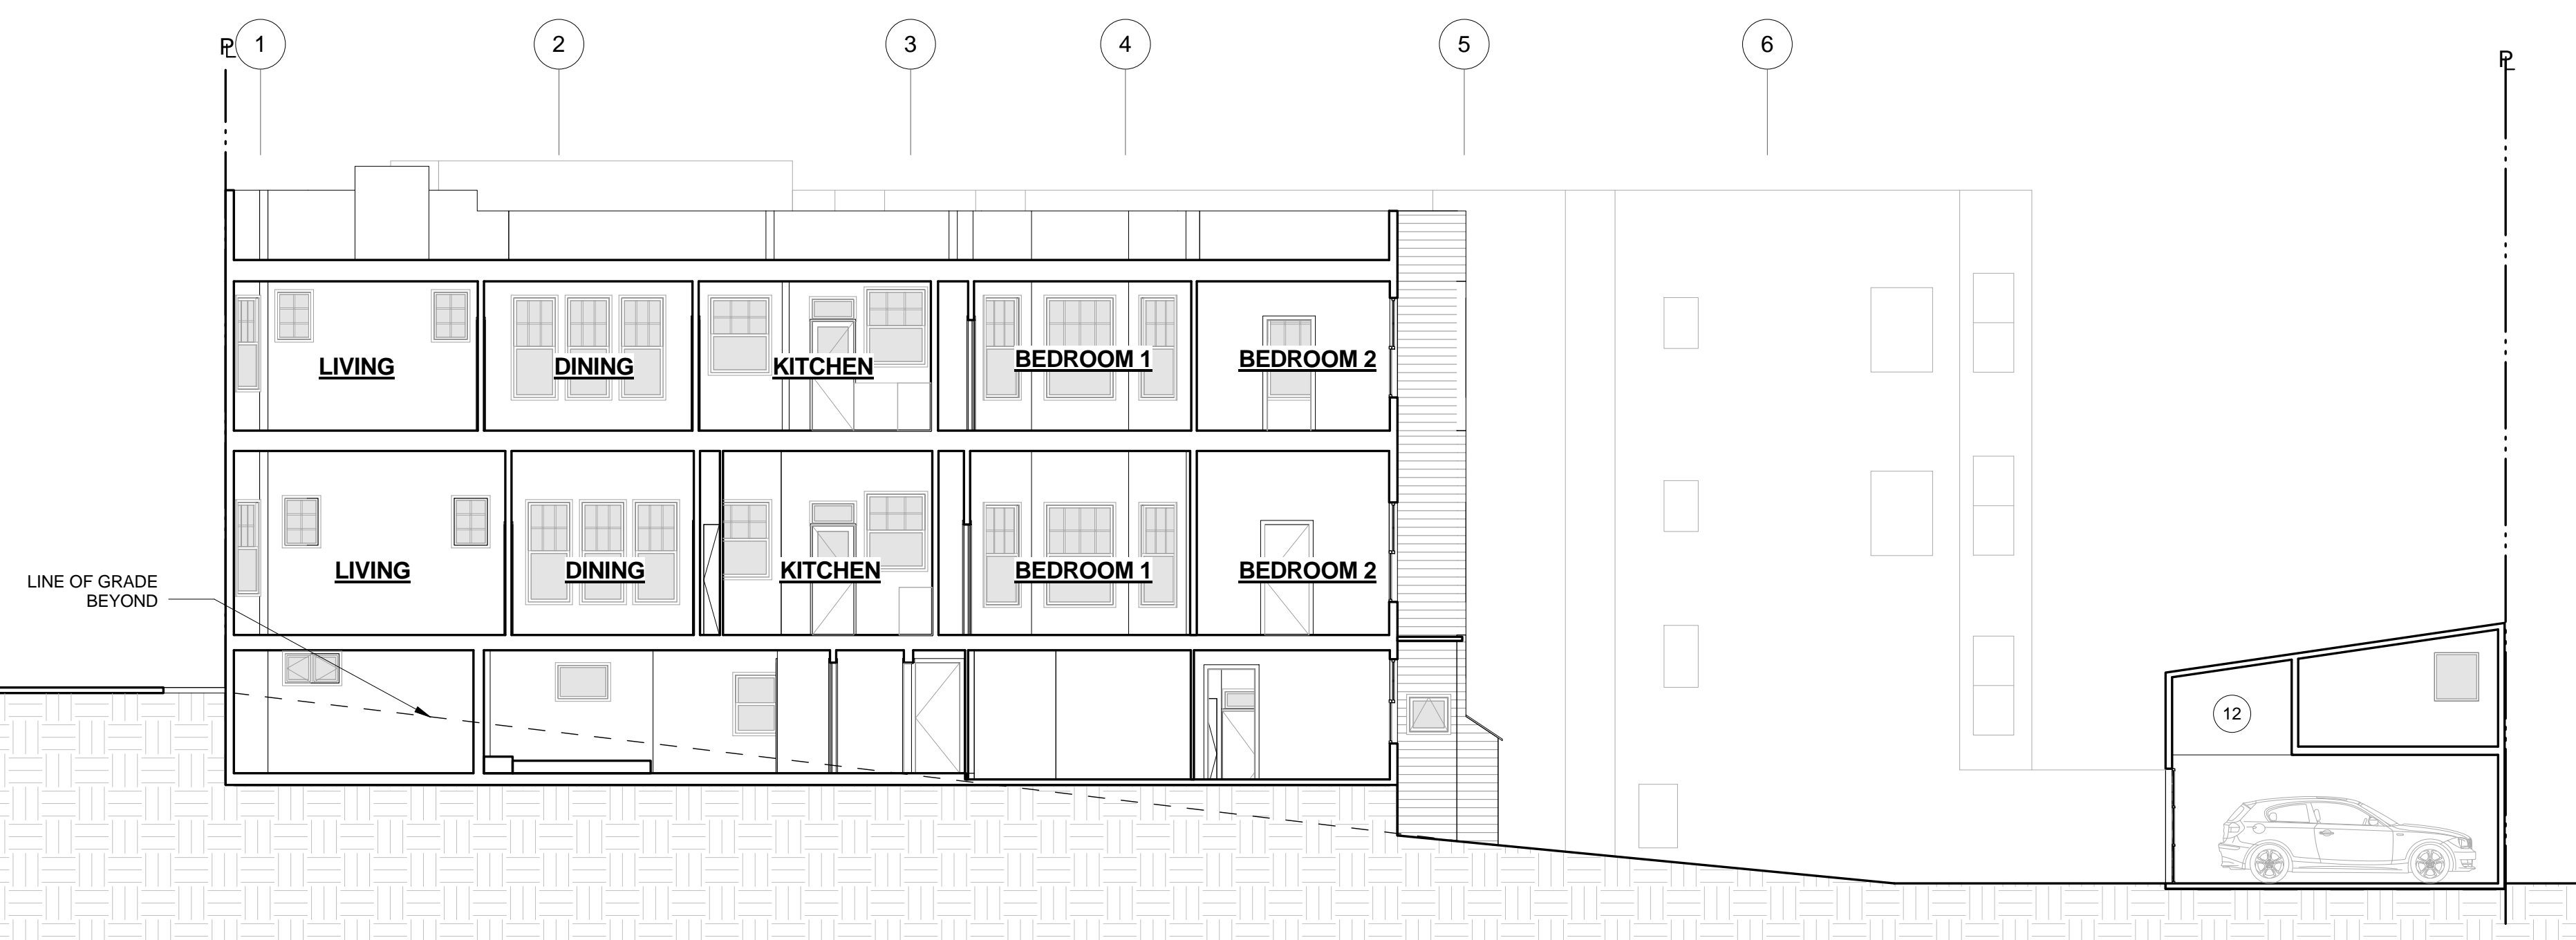 PL 1 2 3 4 5 6 PL
LIVING DINING KITCHEN BEDROOM 1 BEDROOM 2
LIVING DINING KITCHEN BEDROOM 1 BEDROOM 2
LINE OF GRADE
BEYOND
12